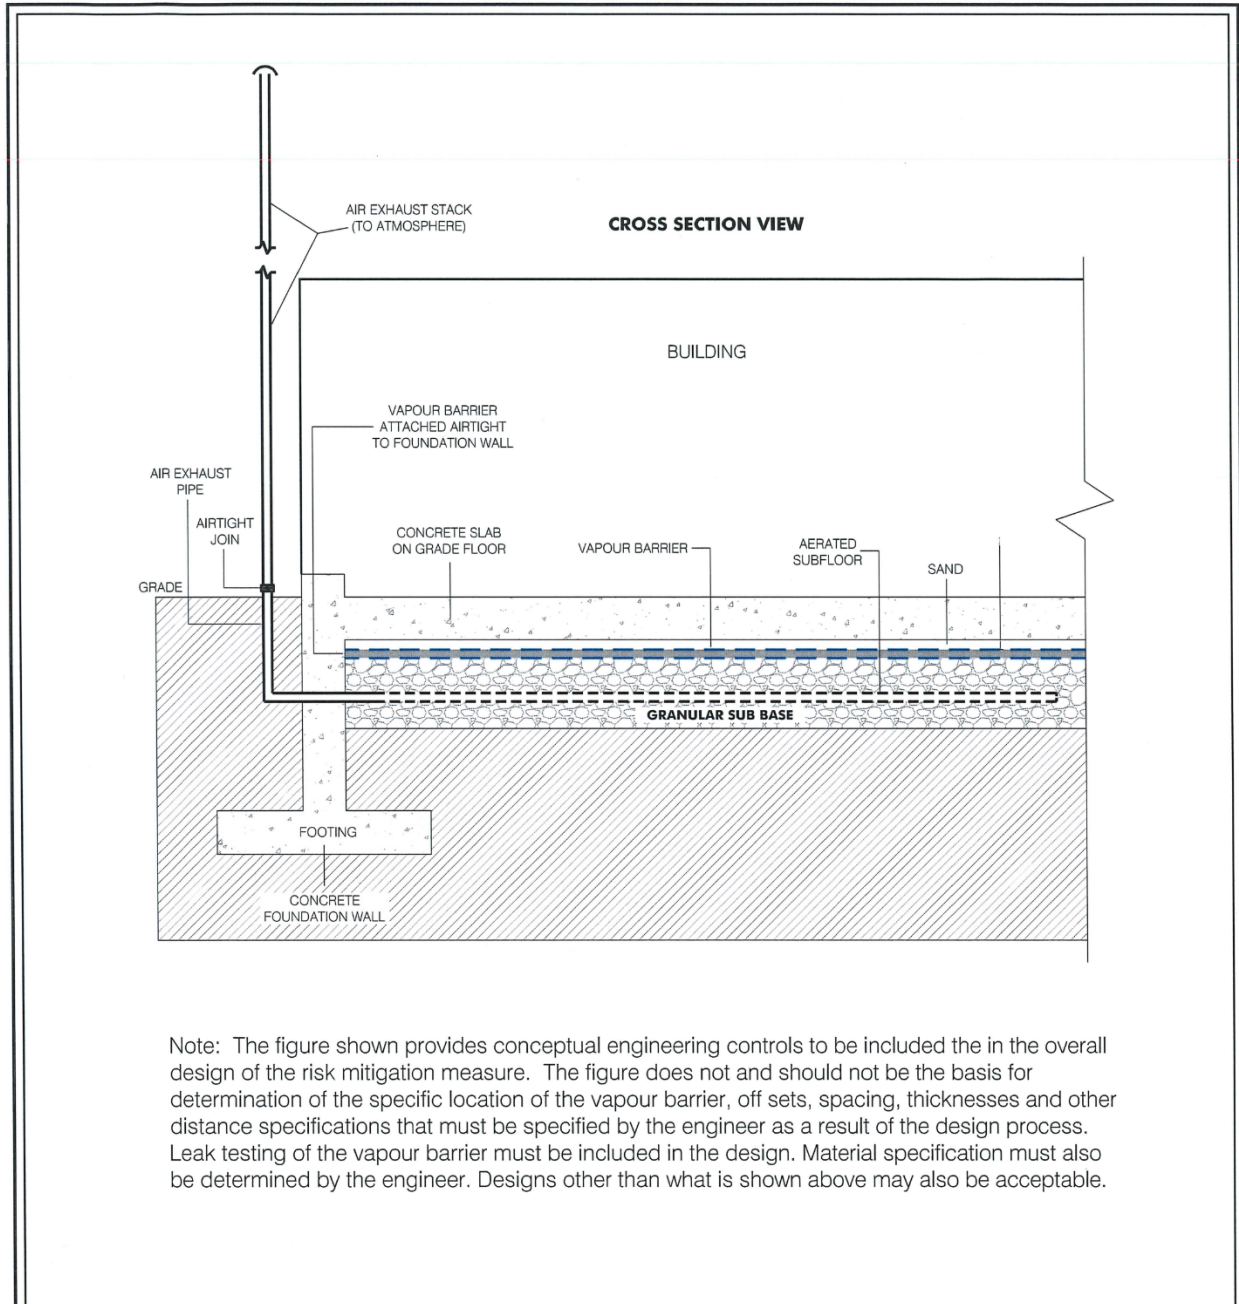 AIR EXHAUST STACK
(TO ATMOSPHERE)
CROSS SECTION VIEW
BUILDING
VAPOUR BARRIER
ATTACHED AIRTIGHT
TO FOUNDATION WALL
AIR EXHAUST
PIPE
AIRTIGHT
JOIN
CONCRETE SLAB
ON GRADE FLOOR
VAPOUR BARRIER
AERATED
SUBFLOOR
SAND
GRADE
GRANULAR SUB BASE
FOOTING
CONCRETE
FOUNDATION WALL
Note: The figure shown provides conceptual engineering controls to be included the in the overall
design of the risk mitigation measure. The figure does not and should not be the basis for
determination of the specific location of the vapour barrier, off sets, spacing, thicknesses and other
distance specifications that must be specified by the engineer as a result of the design process.
Leak testing of the vapour barrier must be included in the design. Material specification must also
be determined by the engineer. Designs other than what is shown above may also be acceptable.